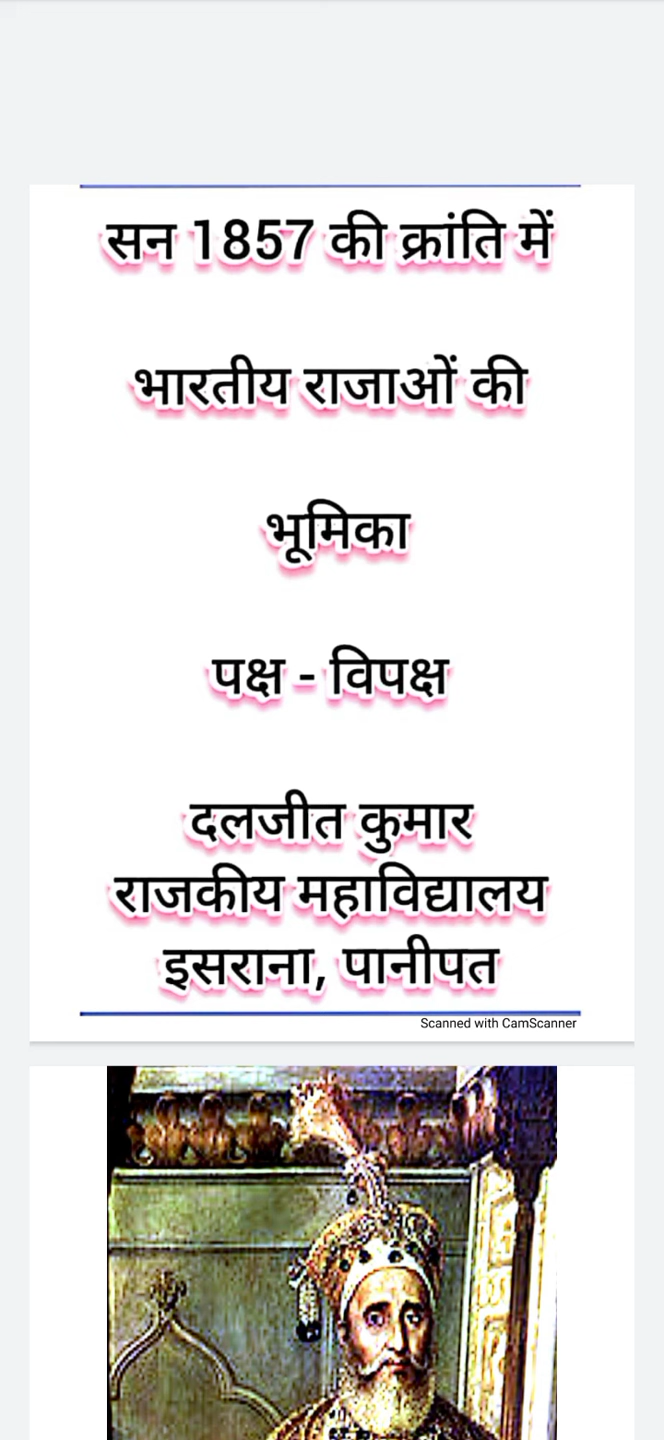 सन 1857 की क्रांति में
भारतीय राजाओं की
भूमिका
पक्ष - विपक्ष
दलजीत कुमार
राजकीय महाविद्यालय
इसराना, पानीपत
Scanned with CamScanner